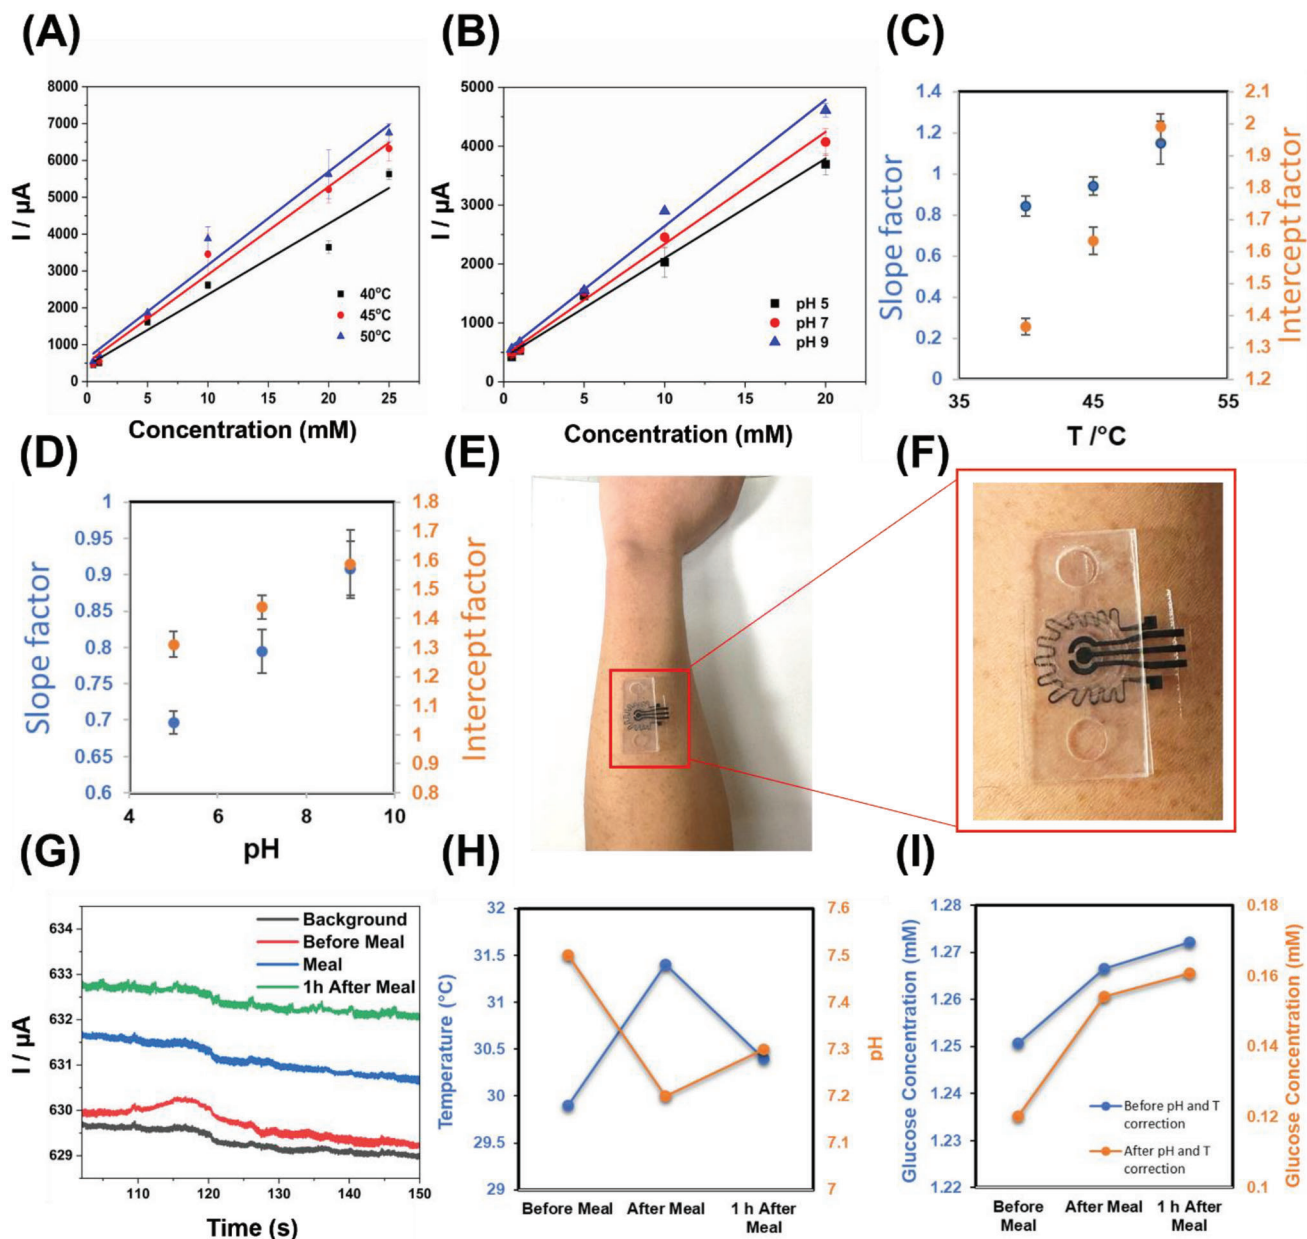 (A)
8000
7000
6000
5000
4000
3000
2000
1000
0
I / µA
40°C
45°C
50°C
0
5
10
15
20
25
Concentration (mM)
(B)
5000
4000
3000
2000
1000
0
I / µA
pH 5
pH 7
pH 9
0
5
10
15
20
Concentration (mM)
(C)
1.4
1.2
1
0.8
0.6
0.4
0.2
0
Slope factor
2.1
2
1.9
1.8
1.7
1.6
1.5
1.4
1.3
1.2
Intercept factor
35
45
55
T /°C
(D)
1
0.95
0.9
0.85
0.8
0.75
0.7
0.65
0.6
Slope factor
1.8
1.7
1.6
1.5
1.4
1.3
1.2
1.1
1
0.9
0.8
Intercept factor
4
6
8
10
pH
(E)
(F)
(G)
634
633
632
631
630
629
I / µA
Background
Before Meal
Meal
1h After Meal
110
120
130
140
150
Time (s)
(H)
32
31.5
31
30.5
30
29.5
29
Temperature (°C)
7.6
7.5
7.4
7.3
7.2
7.1
7
pH
Before Meal
After Meal
1 h After
Meal
(I)
1.28
1.27
1.26
1.25
1.24
1.23
1.22
Glucose Concentration (mM)
0.18
0.16
0.14
0.12
0.1
Glucose Concentration (mM)
Before pH and T
correction
After pH and T
correction
Before
Meal
After Meal
1 h After
Meal